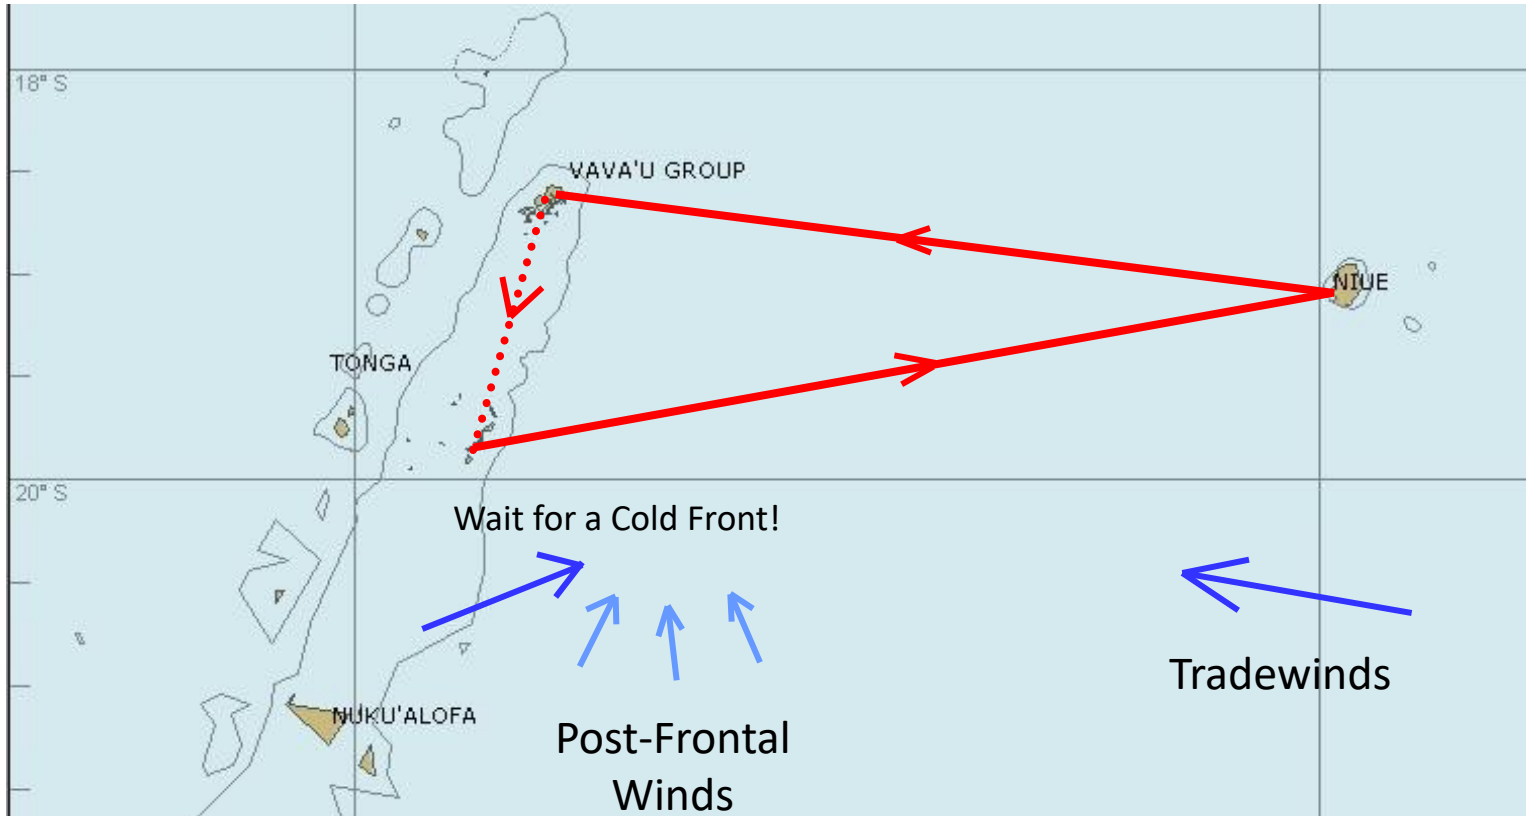 18° S
VAVA'U GROUP
NIUE
TONGA
20° S
Wait for a Cold Front!
Tradewinds
NUKU'ALOFA
Post-Frontal
Winds